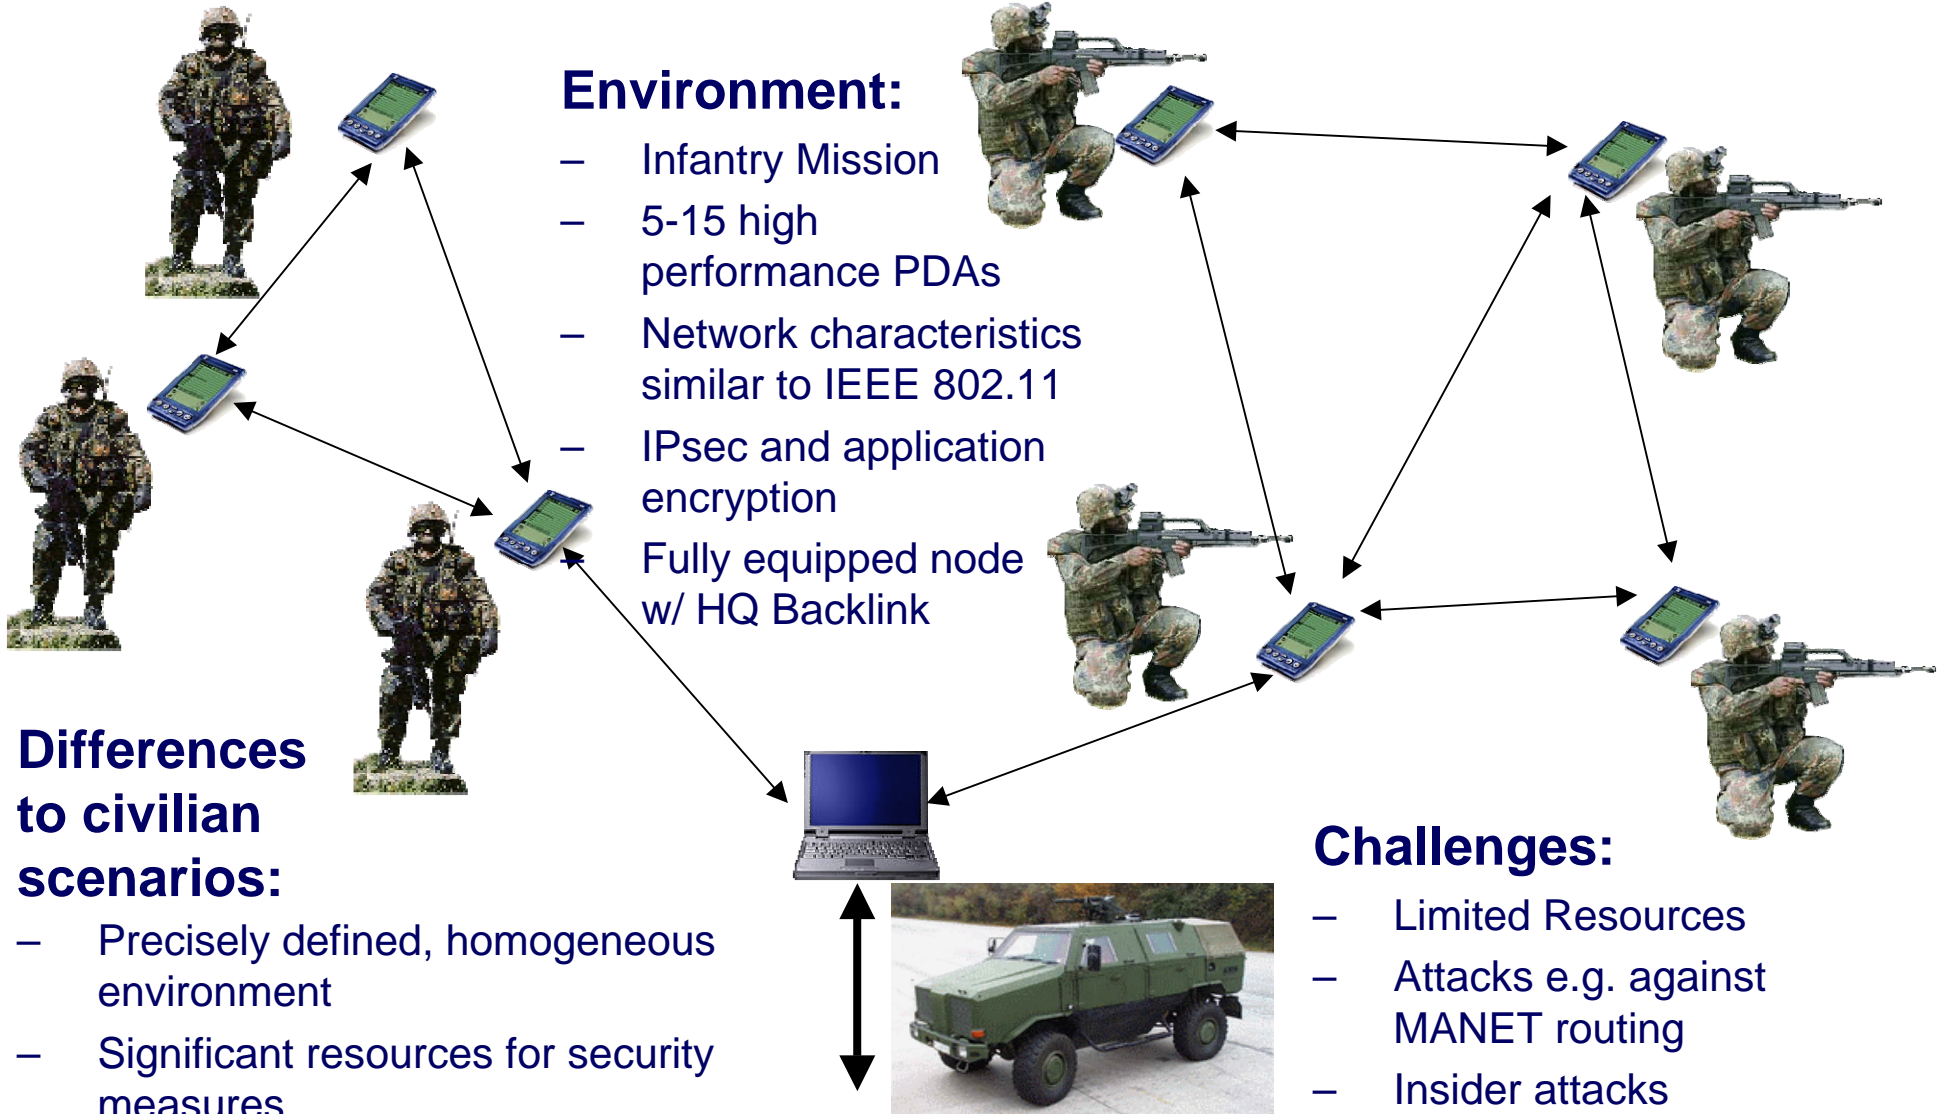 Environment:
– Infantry Mission
– 5-15 high
performance PDAs
– Network characteristics
similar to IEEE 802.11
– IPsec and application
encryption
– Fully equipped node
w/ HQ Backlink
Differences
to civilian
scenarios:
– Precisely defined, homogeneous
environment
– Significant resources for security
measures
Challenges:
– Limited Resources
– Attacks e.g. against
MANET routing
– Insider attacks